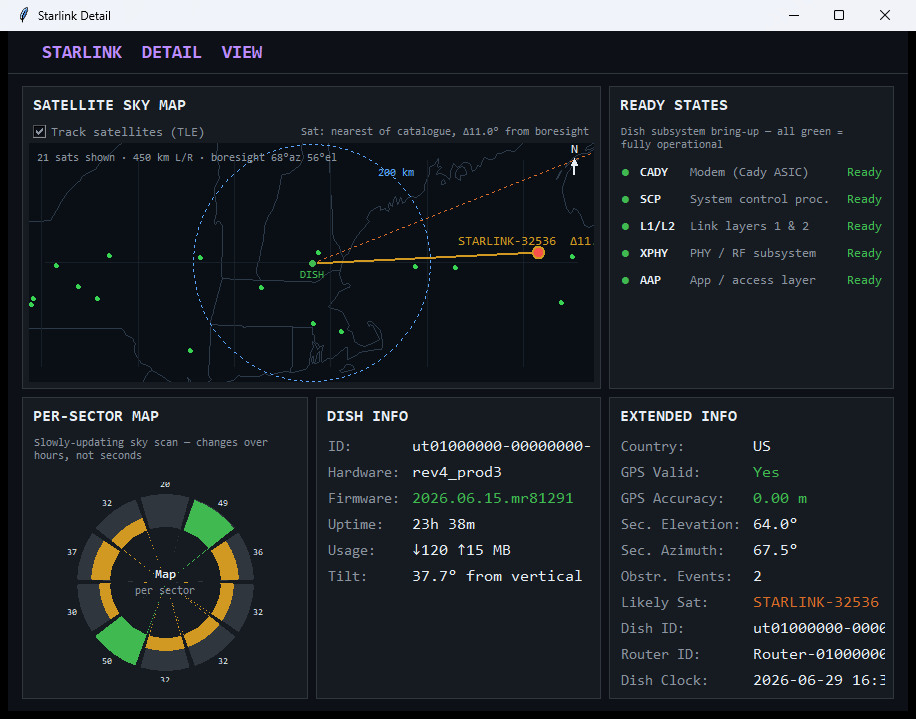 Starlink Detail
STARLINK DETAIL VIEW
SATELLITE SKY MAP
Track satellites (TLE)
Sat: nearest of catalogue, Δ11.0° from boresight
21 sats shown · 450 km L/R · boresight 68°az 56°el
N
200 km
STARLINK-32536 Δ11.
DISH
READY STATES
Dish subsystem bring-up — all green =
fully operational
CADY Modem (Cady ASIC) Ready
SCP System control proc. Ready
L1/L2 Link layers 1 & 2 Ready
XPHY PHY / RF subsystem Ready
AAP App / access layer Ready
PER-SECTOR MAP
Slowly-updating sky scan — changes over
hours, not seconds
20
32
49
37
36
Map
per sector
30
32
50
32
32
DISH INFO
ID: ut01000000-00000000-
Hardware: rev4_prod3
Firmware: 2026.06.15.mr81291
Uptime: 23h 38m
Usage: ↓120 ↑15 MB
Tilt: 37.7° from vertical
EXTENDED INFO
Country: US
GPS Valid: Yes
GPS Accuracy: 0.00 m
Sec. Elevation: 64.0°
Sec. Azimuth: 67.5°
Obstr. Events: 2
Likely Sat: STARLINK-32536
Dish ID: ut01000000-0000
Router ID: Router-01000000
Dish Clock: 2026-06-29 16:3